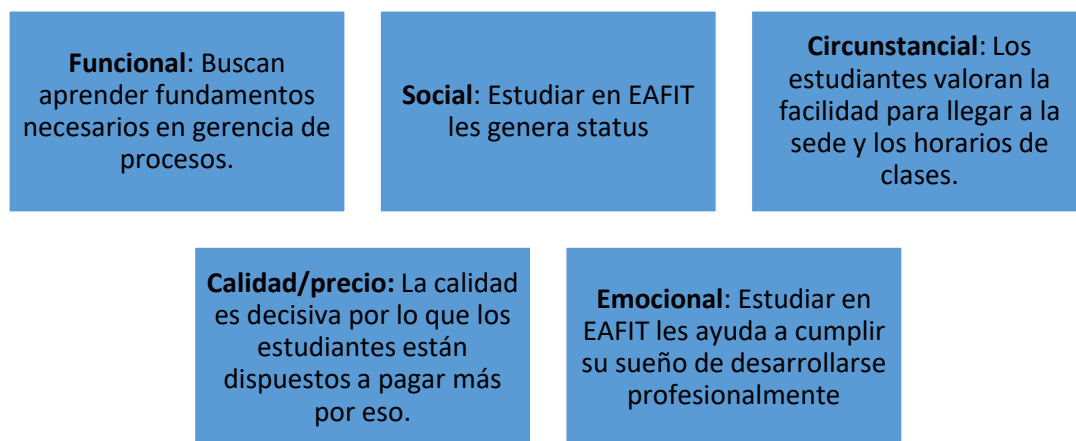 Funcional: Buscan
aprender fundamentos
necesarios en gerencia de
procesos.
Social: Estudiar en EAFIT
les genera status
Circunstancial: Los
estudiantes valoran la
facilidad para llegar a la
sede y los horarios de
clases.
Calidad/precio: La calidad
es decisiva por lo que los
estudiantes están
dispuestos a pagar más
por eso.
Emocional: Estudiar en
EAFIT les ayuda a cumplir
su sueño de desarrollarse
profesionalmente